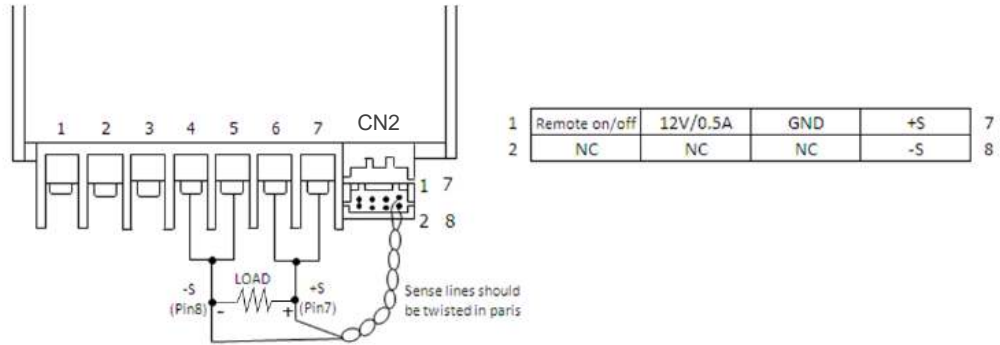 1 2 3 4 5 6 7 CN2
1 7
2 8
-S
(Pin8)
LOAD
+S
(Pin7)
- +
Sense lines should
be twisted in paris
1 Remote on/off 12V/0.5A GND +S 7
2 NC NC NC -S 8